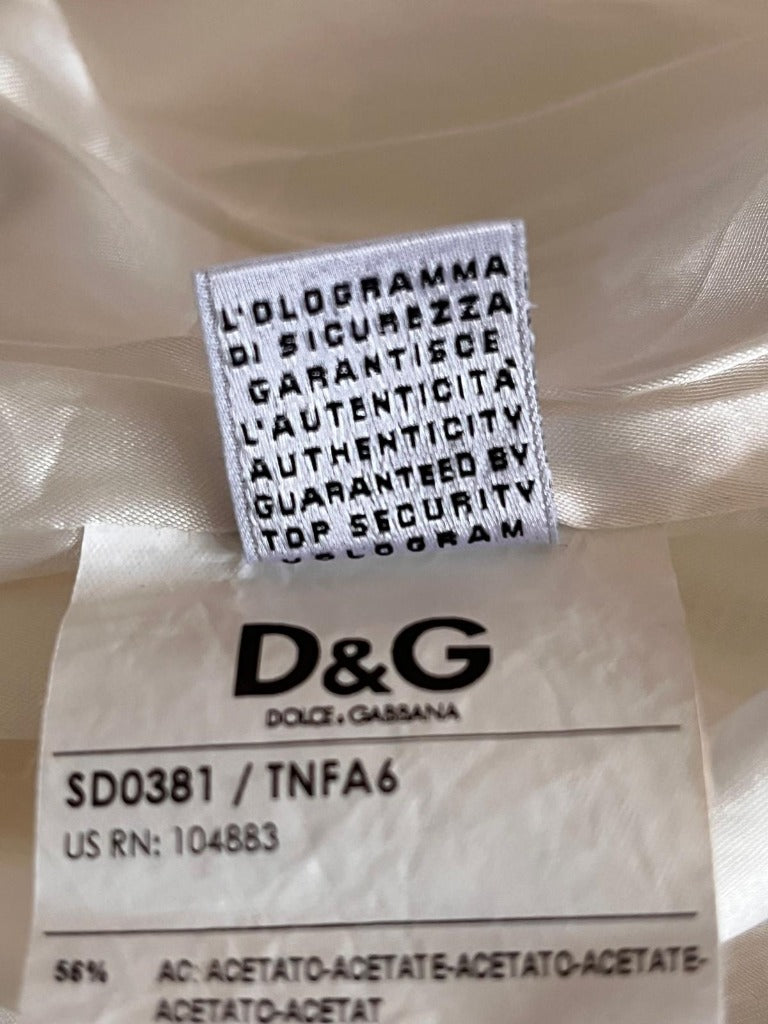 L'OLOGRAMMA
DI SICUREZZA
GARANTISCE
L'AUTENTICITÀ
AUTHENTICITY
GUARANTEED BY
TOP SECURITY
HOLOGRAM
D&G
DOLCE & GABBANA
SD0381 / TNFA6
US RN: 104883
56% AC: ACETATO-ACETATE-ACETATO-ACETATE-
ACETATO-ACETAT